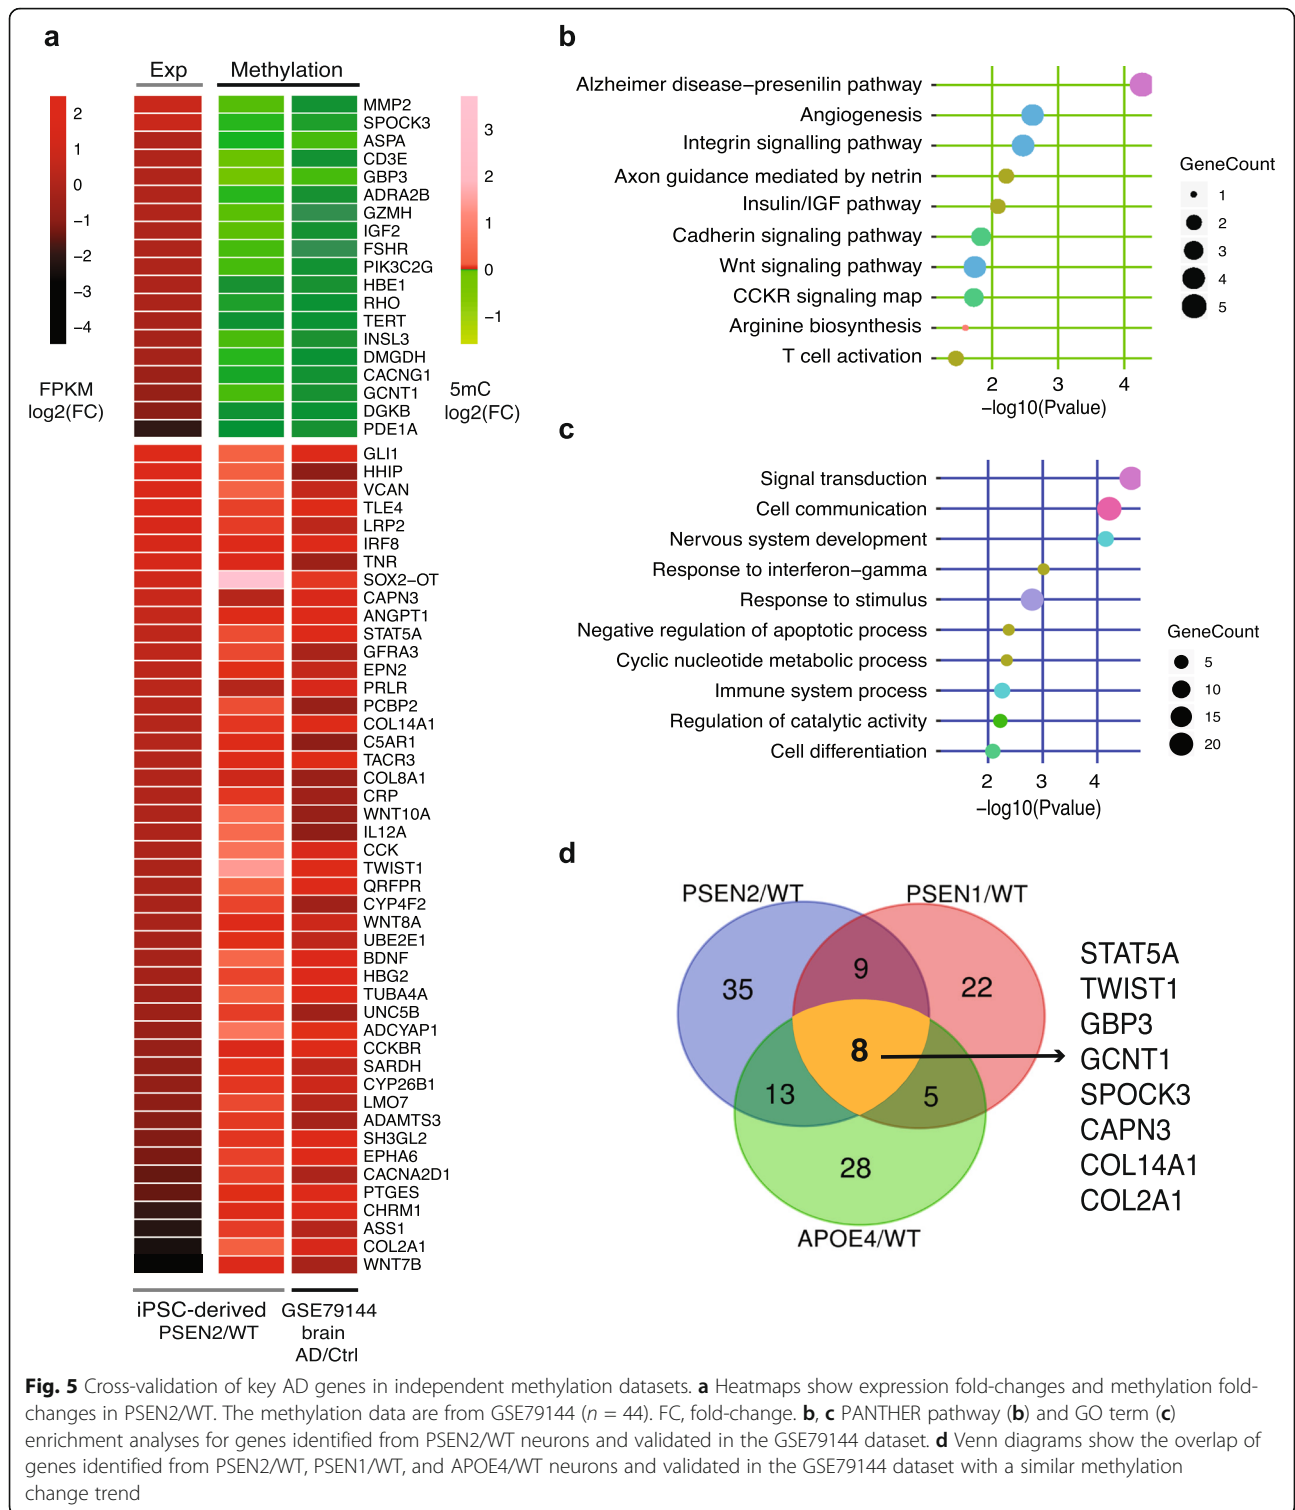 a
Exp
Methylation
2
1
0
−1
−2
−3
−4
FPKM
log2(FC)
3
2
1
0
−1
5mC
log2(FC)
MMP2
SPOCK3
ASPA
CD3E
GBP3
ADRA2B
GZMH
IGF2
FSHR
PIK3C2G
HBE1
RHO
TERT
INSL3
DMGDH
CACNG1
GCNT1
DGKB
PDE1A
GLI1
HHIP
VCAN
TLE4
LRP2
IRF8
TNR
SOX2−OT
CAPN3
ANGPT1
STAT5A
GFRA3
EPN2
PRLR
PCBP2
COL14A1
C5AR1
TACR3
COL8A1
CRP
WNT10A
IL12A
CCK
TWIST1
QRFPR
CYP4F2
WNT8A
UBE2E1
BDNF
HBG2
TUBA4A
UNC5B
ADCYAP1
CCKBR
SARDH
CYP26B1
LMO7
ADAMTS3
SH3GL2
EPHA6
CACNA2D1
PTGES
CHRM1
ASS1
COL2A1
WNT7B
iPSC-derived
PSEN2/WT
GSE79144
brain
AD/Ctrl
b
Alzheimer disease−presenilin pathway
Angiogenesis
Integrin signalling pathway
Axon guidance mediated by netrin
Insulin/IGF pathway
Cadherin signaling pathway
Wnt signaling pathway
CCKR signaling map
Arginine biosynthesis
T cell activation
2 3 4
−log10(Pvalue)
GeneCount
1
2
3
4
5
c
Signal transduction
Cell communication
Nervous system development
Response to interferon−gamma
Response to stimulus
Negative regulation of apoptotic process
Cyclic nucleotide metabolic process
Immune system process
Regulation of catalytic activity
Cell differentiation
2 3 4
−log10(Pvalue)
GeneCount
5
10
15
20
d
PSEN2/WT
PSEN1/WT
35
9
22
8
13
5
28
APOE4/WT
STAT5A
TWIST1
GBP3
GCNT1
SPOCK3
CAPN3
COL14A1
COL2A1
Fig. 5 Cross-validation of key AD genes in independent methylation datasets. a Heatmaps show expression fold-changes and methylation fold-
changes in PSEN2/WT. The methylation data are from GSE79144 (n = 44). FC, fold-change. b, c PANTHER pathway (b) and GO term (c)
enrichment analyses for genes identified from PSEN2/WT neurons and validated in the GSE79144 dataset. d Venn diagrams show the overlap of
genes identified from PSEN2/WT, PSEN1/WT, and APOE4/WT neurons and validated in the GSE79144 dataset with a similar methylation
change trend